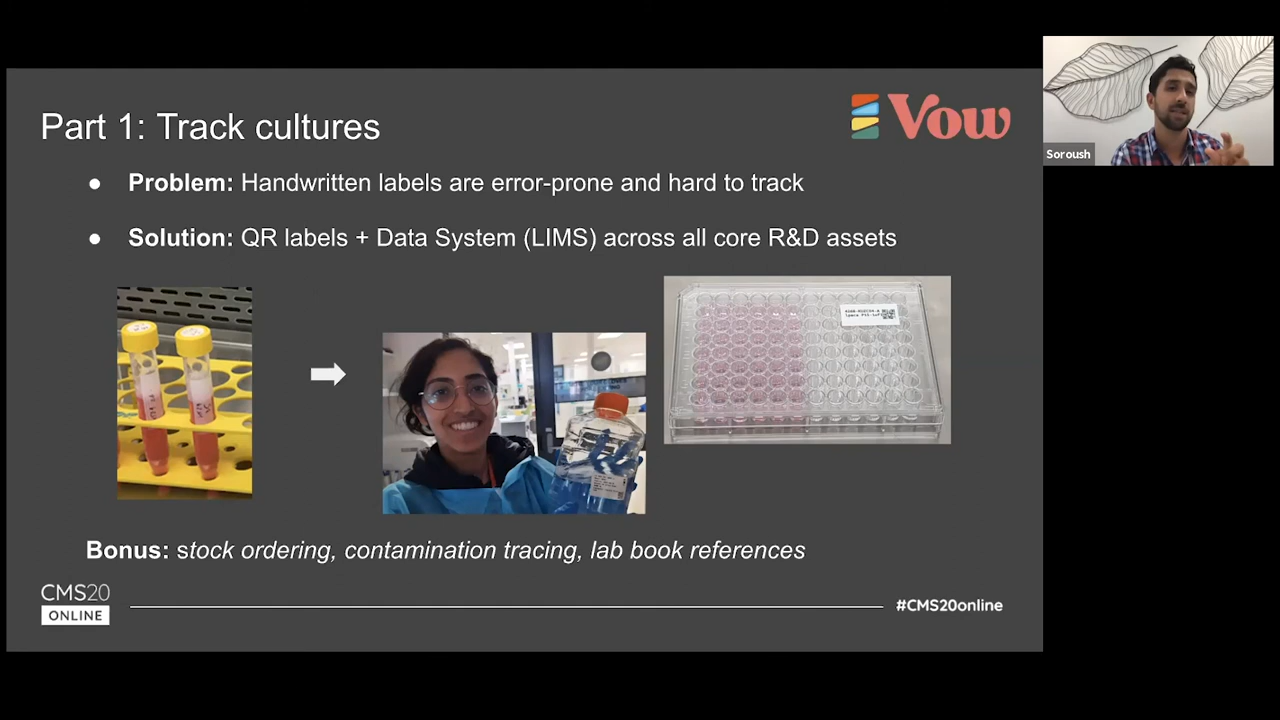 Part 1: Track cultures
Vow
Soroush
● Problem: Handwritten labels are error-prone and hard to track
● Solution: QR labels + Data System (LIMS) across all core R&D assets
Bonus: stock ordering, contamination tracing, lab book references
CMS20
ONLINE
#CMS20online